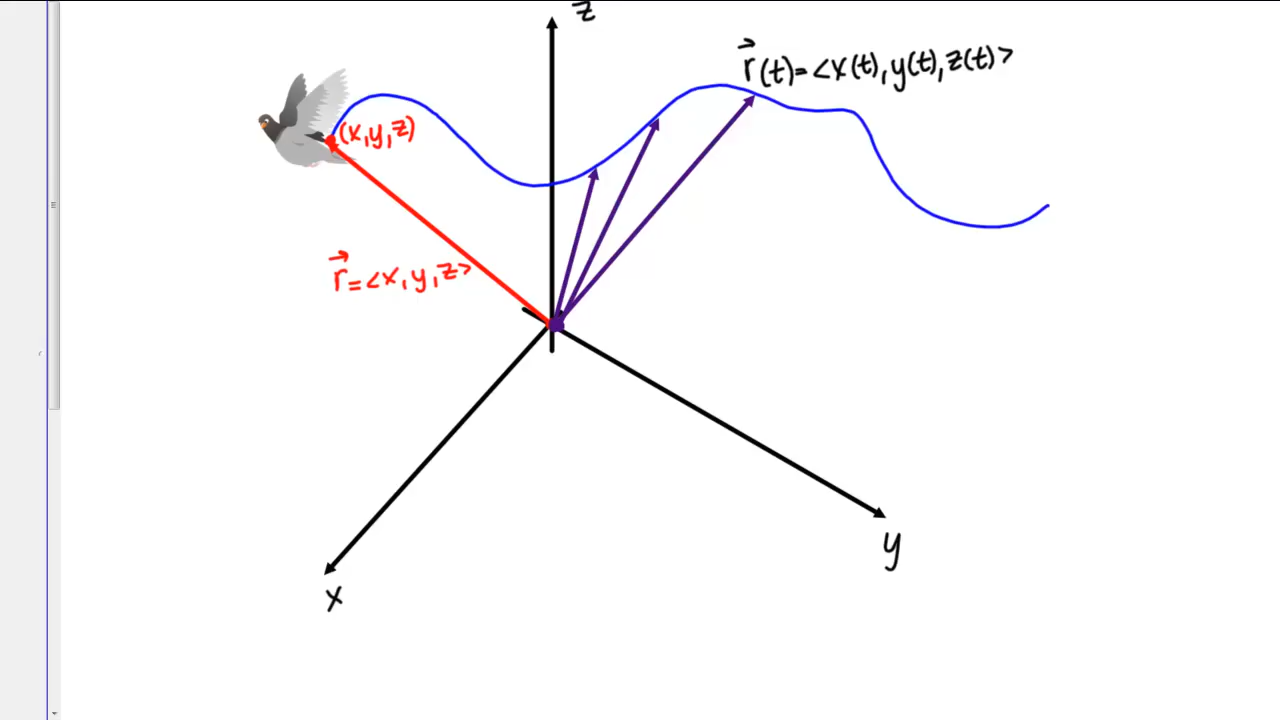 z
r⃗(t)=<x(t),y(t),z(t)>
(x,y,z)
r⃗=<x,y,z>
y
x